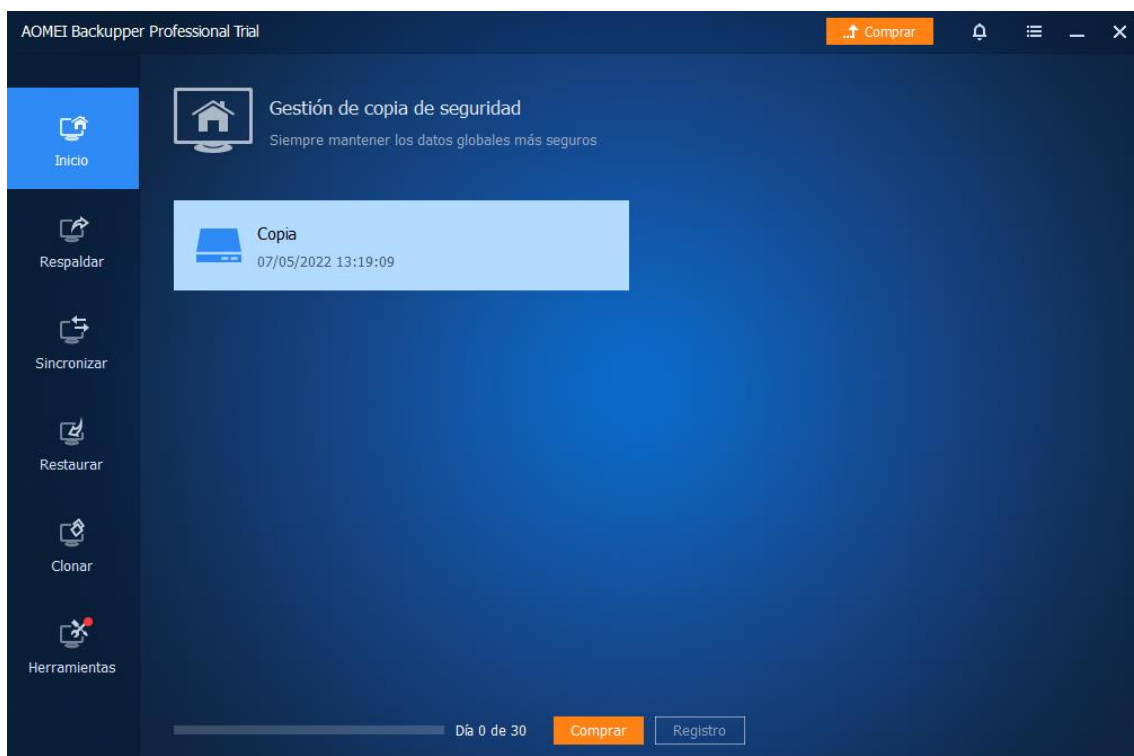 AOMEI Backupper Professional Trial
Comprar
Inicio
Respaldar
Sincronizar
Restaurar
Clonar
Herramientas
Gestión de copia de seguridad
Siempre mantener los datos globales más seguros
Copia
07/05/2022 13:19:09
Día 0 de 30
Comprar
Registro